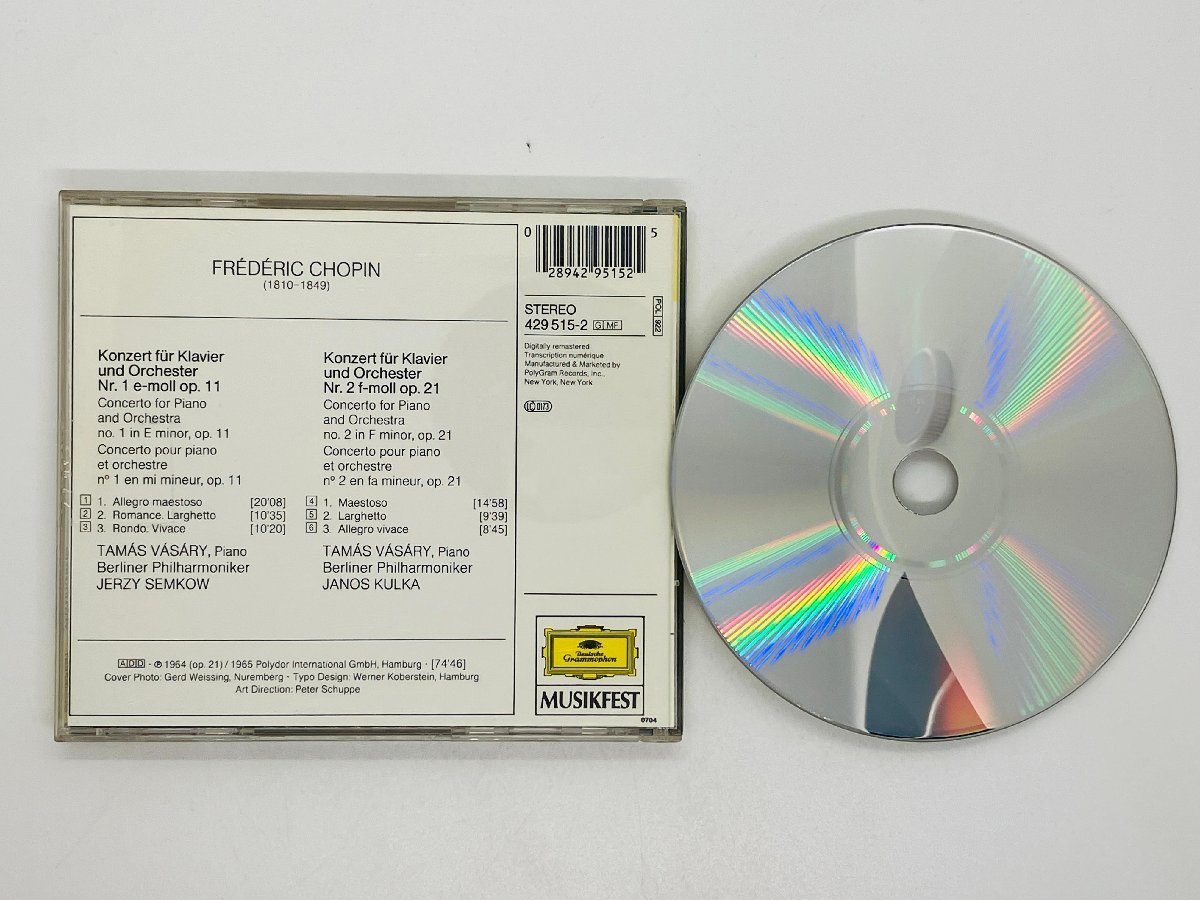 FRÉDÉRIC CHOPIN
(1810-1849)
Konzert für Klavier
und Orchester
Nr. 1 e-moll op. 11
Concerto for Piano
and Orchestra
no. 1 in E minor, op. 11
Concerto pour piano
et orchestre
nº 1 en mi mineur, op. 11
1 1. Allegro maestoso [20'08]
2 2. Romance. Larghetto [10'35]
3 3. Rondo. Vivace [10'20]
TAMÁS VÁSÁRY, Piano
Berliner Philharmoniker
JERZY SEMKOW
Konzert für Klavier
und Orchester
Nr. 2 f-moll op. 21
Concerto for Piano
and Orchestra
no. 2 in F minor, op. 21
Concerto pour piano
et orchestre
nº 2 en fa mineur, op. 21
4 1. Maestoso [14'58]
5 2. Larghetto [9'39]
6 3. Allegro vivace [8'45]
TAMÁS VÁSÁRY, Piano
Berliner Philharmoniker
JANOS KULKA
ADD · ℗ 1964 (op. 21) / 1965 Polydor International GmbH, Hamburg · [74'46]
Cover Photo: Gerd Weissing, Nuremberg · Typo Design: Werner Koberstein, Hamburg
Art Direction: Peter Schuppe
0 28942 95152 5
STEREO
429 515-2 G MF
POL 922
Digitally remastered
Transcription numérique
Manufactured & Marketed by
PolyGram Records, Inc.,
New York, New York
LC 0173
Deutsche
Grammophon
MUSIKFEST
0704